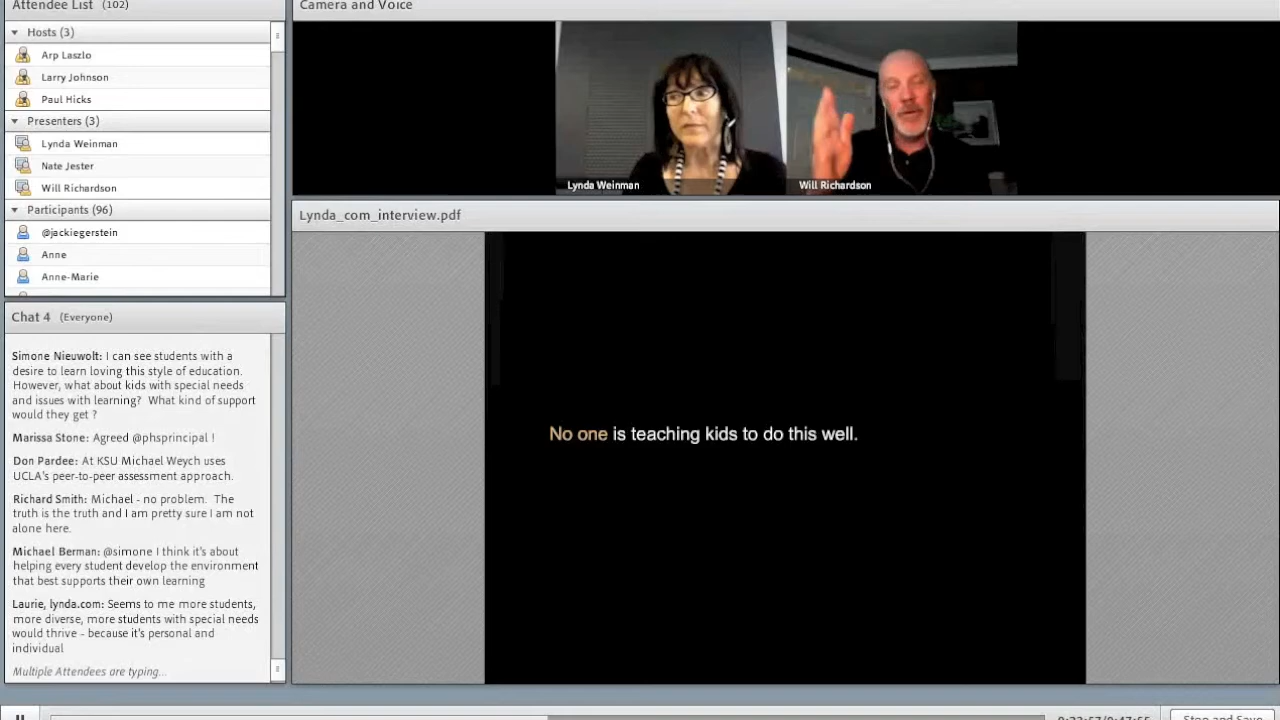 Attendee List (102)
Hosts (3)
Arp Laszlo
Larry Johnson
Paul Hicks
Presenters (3)
Lynda Weinman
Nate Jester
Will Richardson
Participants (96)
@jackiegerstein
Anne
Anne-Marie
Chat 4 (Everyone)
Simone Nieuwolt: I can see students with a
desire to learn loving this style of education.
However, what about kids with special needs
and issues with learning? What kind of support
would they get ?
Marissa Stone: Agreed @phsprincipal !
Don Pardee: At KSU Michael Weych uses
UCLA's peer-to-peer assessment approach.
Richard Smith: Michael - no problem. The
truth is the truth and I am pretty sure I am not
alone here.
Michael Berman: @simone I think it's about
helping every student develop the environment
that best supports their own learning
Laurie, lynda.com: Seems to me more students,
more diverse, more students with special needs
would thrive - because it's personal and
individual
Multiple Attendees are typing...
Camera and Voice
Lynda Weinman
Will Richardson
Lynda_com_interview.pdf
No one is teaching kids to do this well.
Stop and Save